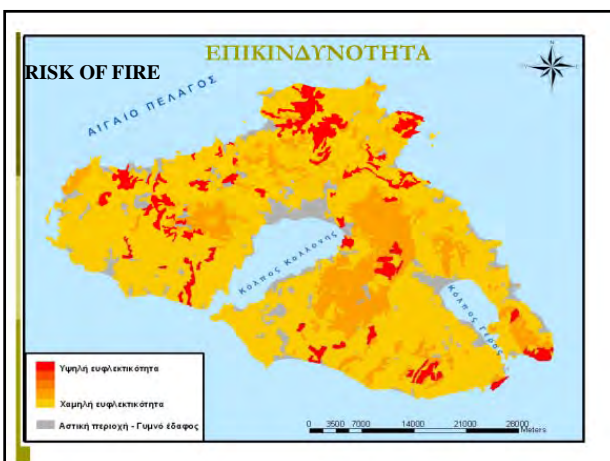 ΕΠΙΚΙΝΔΥΝΟΤΗΤΑ
RISK OF FIRE
ΑΙΓΑΙΟ ΠΕΛΑΓΟΣ
Κόλπος Καλλονης
Κόλπος Γέρας
Υψηλή ευφλεκτικότητα
Χαμηλή ευφλεκτικότητα
Αστική περιοχή - Γυμνό έδαφος
0 3500 7000 14000 21000 28000
Meters